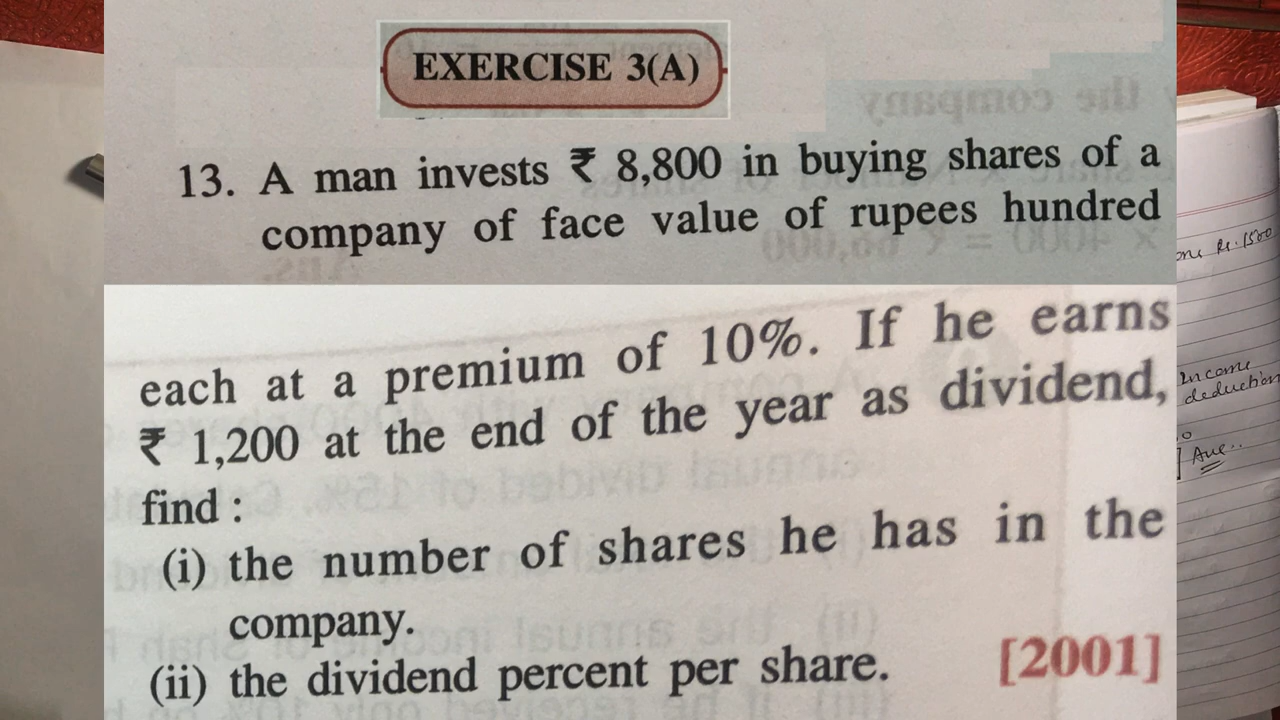 EXERCISE 3(A)
13. A man invests ₹ 8,800 in buying shares of a
company of face value of rupees hundred
each at a premium of 10%. If he earns
₹ 1,200 at the end of the year as dividend,
find :
(i) the number of shares he has in the
company.
(ii) the dividend percent per share. [2001]
Rs. 1500
Income
deduction